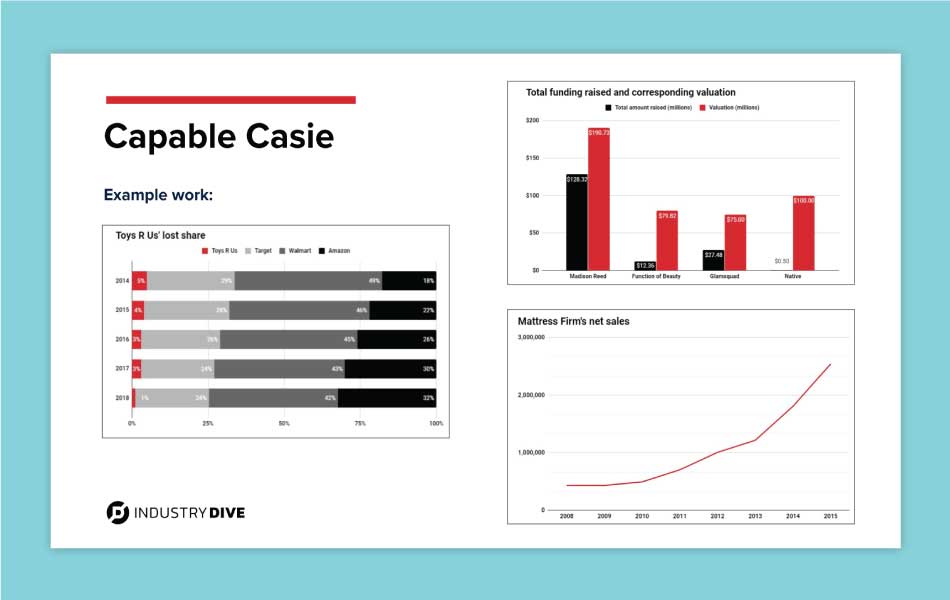 Capable Casie
Example work:
Toys R Us' lost share
Toys R Us Target Walmart Amazon
2014 5% 29% 49% 18%
2015 4% 28% 46% 22%
2016 3% 26% 45% 26%
2017 3% 24% 43% 30%
2018 1% 24% 42% 32%
0% 25% 50% 75% 100%
INDUSTRY DIVE
Total funding raised and corresponding valuation
Total amount raised (millions) Valuation (millions)
$200
$150
$100
$50
$0
$128.32 $190.73
$12.36 $79.82
$27.48 $75.00
$0.50 $100.00
Madison Reed Function of Beauty Glamsquad Native
Mattress Firm's net sales
3,000,000
2,000,000
1,000,000
0
2008 2009 2010 2011 2012 2013 2014 2015